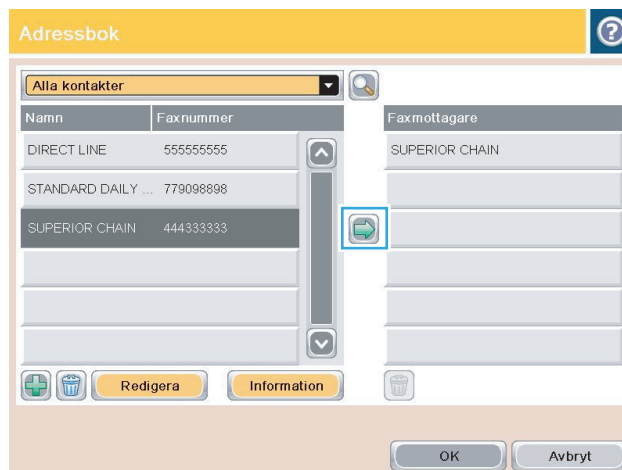 Adressbok
?
Alla kontakter
Namn Faxnummer Faxmottagare
DIRECT LINE 555555555 SUPERIOR CHAIN
STANDARD DAILY ... 779098898
SUPERIOR CHAIN 444333333
Redigera Information
OK Avbryt